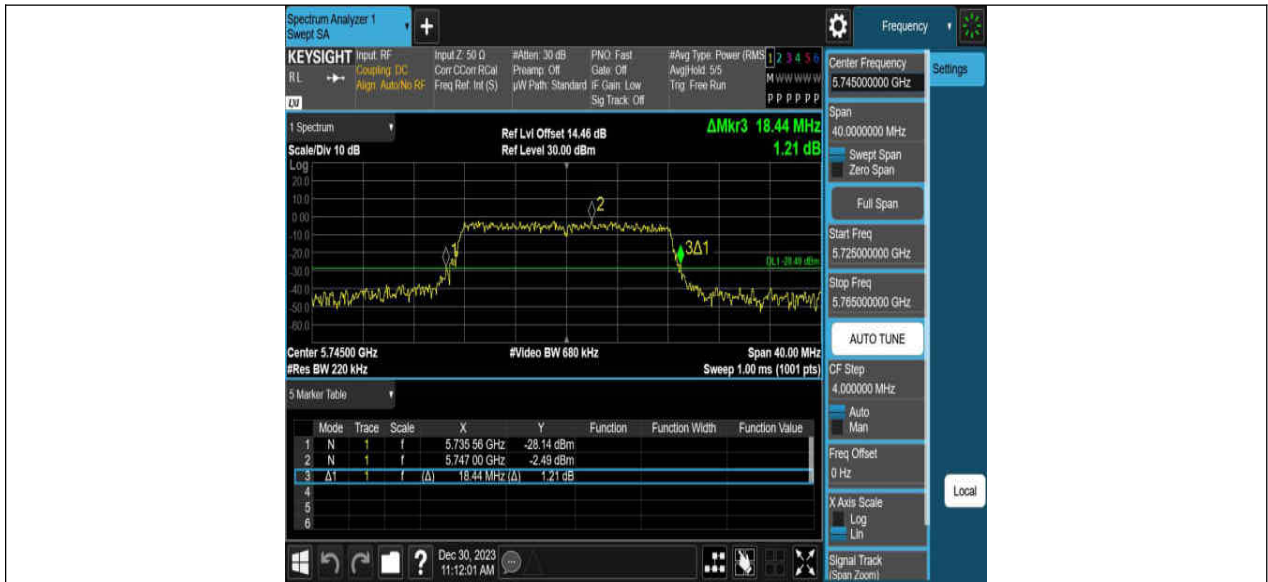 Spectrum Analyzer 1
Swept SA
+
Frequency
KEYSIGHT
RL
LXI
Input: RF
Coupling: DC
Align: Auto/No RF
Input Z: 50 Ω
Corr CCorr RCal
Freq Ref: Int (S)
#Atten: 30 dB
Preamp: Off
µW Path: Standard
PNO: Fast
Gate: Off
IF Gain: Low
Sig Track: Off
#Avg Type: Power (RMS
Avg|Hold: 5/5
Trig: Free Run
1 2 3 4 5 6
M W W W W W
P P P P P P
1 Spectrum
Scale/Div 10 dB
Ref Lvl Offset 14.46 dB
Ref Level 30.00 dBm
ΔMkr3 18.44 MHz
1.21 dB
Log
20.0
10.0
0.00
-10.0
-20.0
-30.0
-40.0
-50.0
-60.0
1
2
3Δ1
DL1 -28.49 dBm
Center 5.74500 GHz
#Res BW 220 kHz
#Video BW 680 kHz
Span 40.00 MHz
Sweep 1.00 ms (1001 pts)
5 Marker Table
Mode Trace Scale X Y Function Function Width Function Value
1 N 1 f 5.735 56 GHz -28.14 dBm
2 N 1 f 5.747 00 GHz -2.49 dBm
3 Δ1 1 f (Δ) 18.44 MHz (Δ) 1.21 dB
4
5
6
?
Dec 30, 2023
11:12:01 AM
Center Frequency
5.745000000 GHz
Settings
Span
40.0000000 MHz
Swept Span
Zero Span
Full Span
Start Freq
5.725000000 GHz
Stop Freq
5.765000000 GHz
AUTO TUNE
CF Step
4.000000 MHz
Auto
Man
Freq Offset
0 Hz
X Axis Scale
Log
Lin
Signal Track
(Span Zoom)
Local